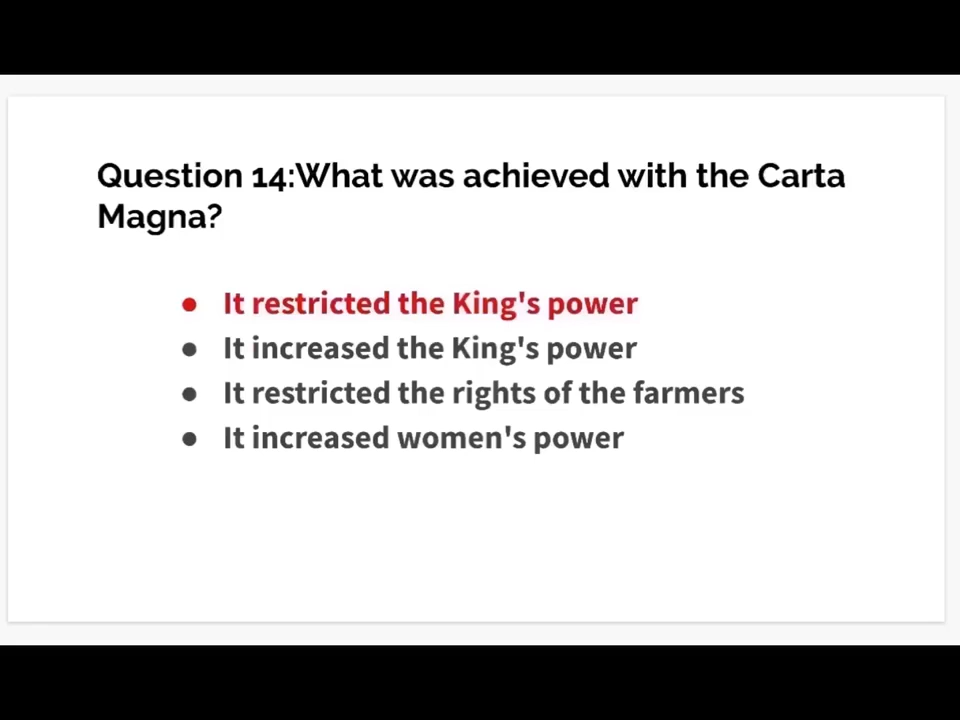 Question 14:What was achieved with the Carta
Magna?
● It restricted the King's power
● It increased the King's power
● It restricted the rights of the farmers
● It increased women's power